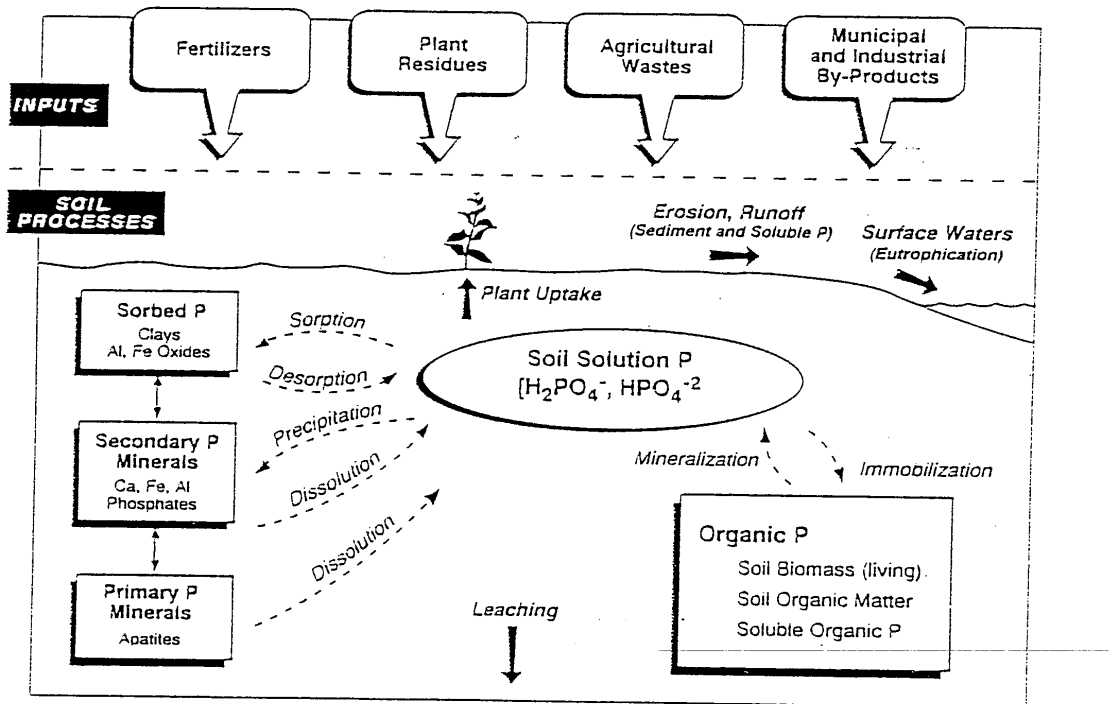 Fertilizers
Plant
Residues
Agricultural
Wastes
Municipal
and Industrial
By-Products
INPUTS
SOIL
PROCESSES
Erosion, Runoff
(Sediment and Soluble P)
Surface Waters
(Eutrophication)
Plant Uptake
Sorbed P
Clays
Al, Fe Oxides
Sorption
Desorption
Soil Solution P
[H₂PO₄⁻, HPO₄⁻²
Precipitation
Secondary P
Minerals
Ca, Fe, Al
Phosphates
Dissolution
Mineralization
Immobilization
Dissolution
Primary P
Minerals
Apatites
Leaching
Organic P
Soil Biomass (living).
Soil Organic Matter
Soluble Organic P